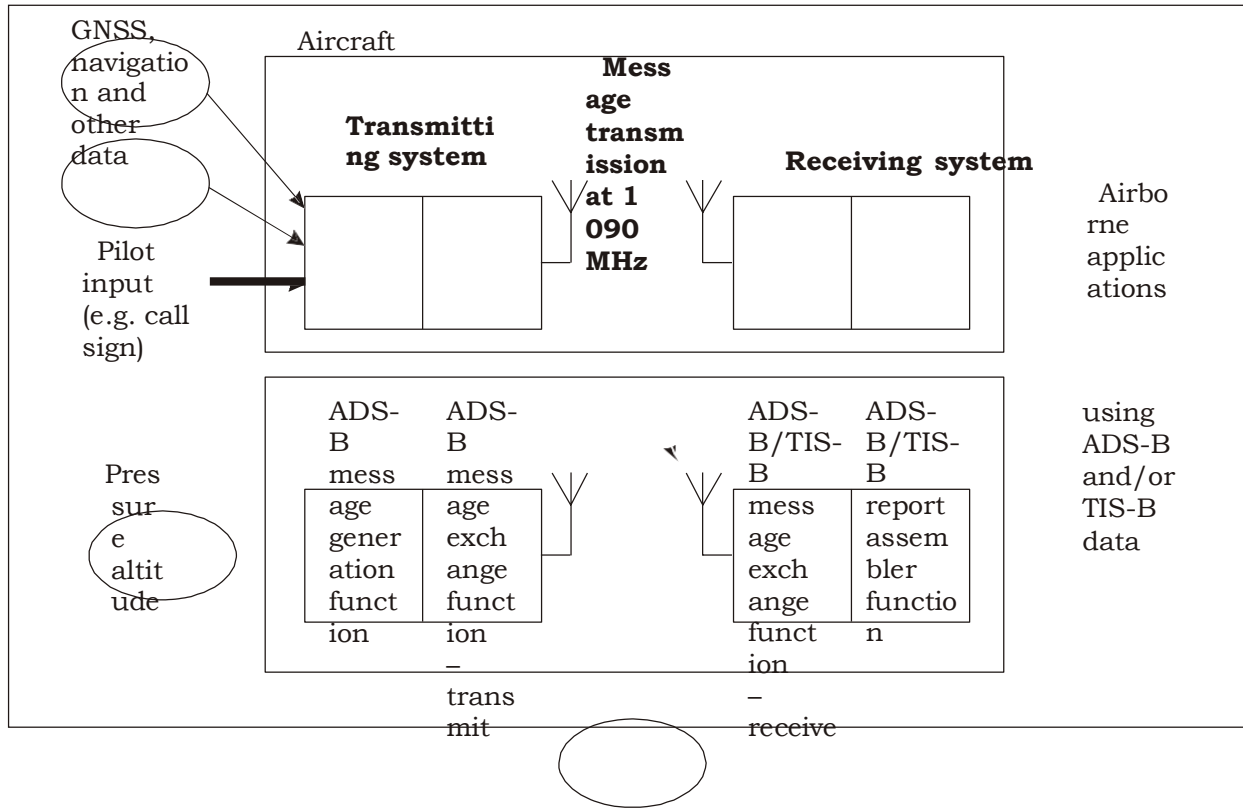 GNSS,
navigatio
n and
other
data
Aircraft
Mess
age
transm
ission
at 1
090
MHz
Transmitti
ng system
Receiving system
Pilot
input
(e.g. call
sign)
Airbo
rne
applic
ations
Pres
sur
e
altit
ude
ADS-
B
mess
age
gener
ation
funct
ion
ADS-
B
mess
age
exch
ange
funct
ion
–
trans
mit
ADS-
B/TIS-
B
mess
age
exch
ange
funct
ion
–
receive
ADS-
B/TIS-
B
report
assem
bler
functio
n
using
ADS-B
and/or
TIS-B
data